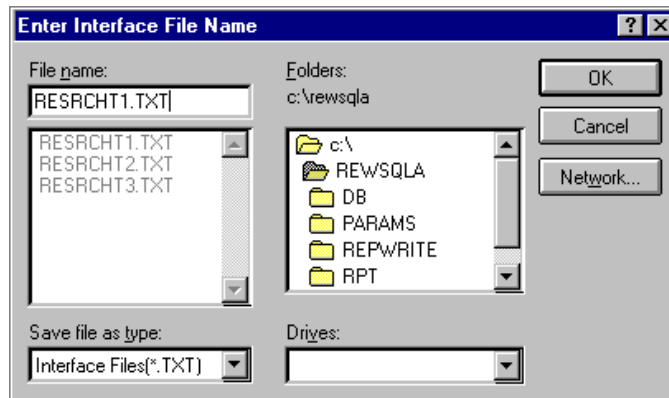 Enter Interface File Name
File name:
RESRCHT1.TXT
RESRCHT1.TXT
RESRCHT2.TXT
RESRCHT3.TXT
Save file as type:
Interface Files(*.TXT)
Folders:
c:\rewsqla
c:\
REWSQLA
DB
PARAMS
REPWRITE
RPT
Drives:
OK
Cancel
Network...